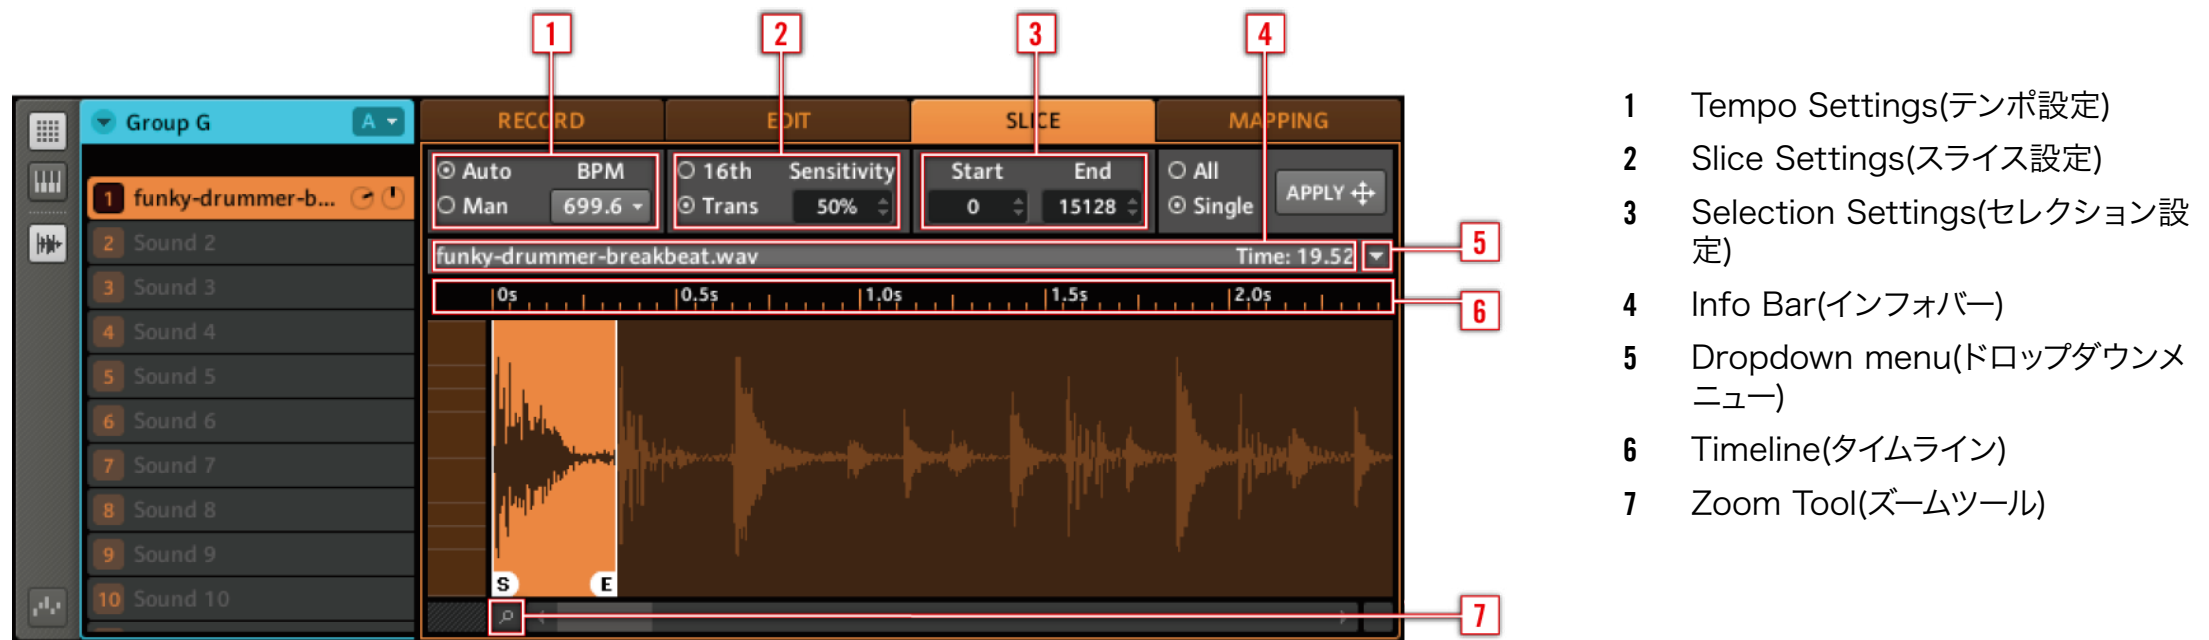 1
2
3
4
Group G
A
RECORD
EDIT
SLICE
MAPPING
Auto
BPM
16th
Sensitivity
Start
End
All
APPLY
Man
699.6
Trans
50%
0
15128
Single
1 funky-drummer-b...
2 Sound 2
3 Sound 3
4 Sound 4
5 Sound 5
6 Sound 6
7 Sound 7
8 Sound 8
9 Sound 9
10 Sound 10
funky-drummer-breakbeat.wav
Time: 19.52
5
0s
0.5s
1.0s
1.5s
2.0s
6
S
E
7
1 Tempo Settings(テンポ設定)
2 Slice Settings(スライス設定)
3 Selection Settings(セレクション設
定)
4 Info Bar(インフォバー)
5 Dropdown menu(ドロップダウンメ
ニュー)
6 Timeline(タイムライン)
7 Zoom Tool(ズームツール)